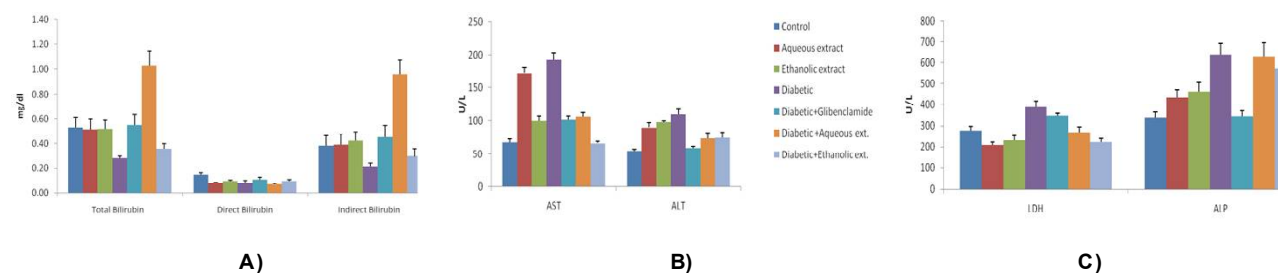 1.40
1.20
1.00
0.80
0.60
0.40
0.20
0.00
mg/dl
Total Bilirubin
Direct Bilirubin
Indirect Bilirubin
A)
250
200
150
100
50
0
U/L
AST
ALT
Control
Aqueous extract
Ethanolic extract
Diabetic
Diabetic+Glibenclamide
Diabetic+Aqueous ext.
Diabetic+Ethanolic ext.
B)
800
700
600
500
400
300
200
100
0
U/L
LDH
ALP
C)